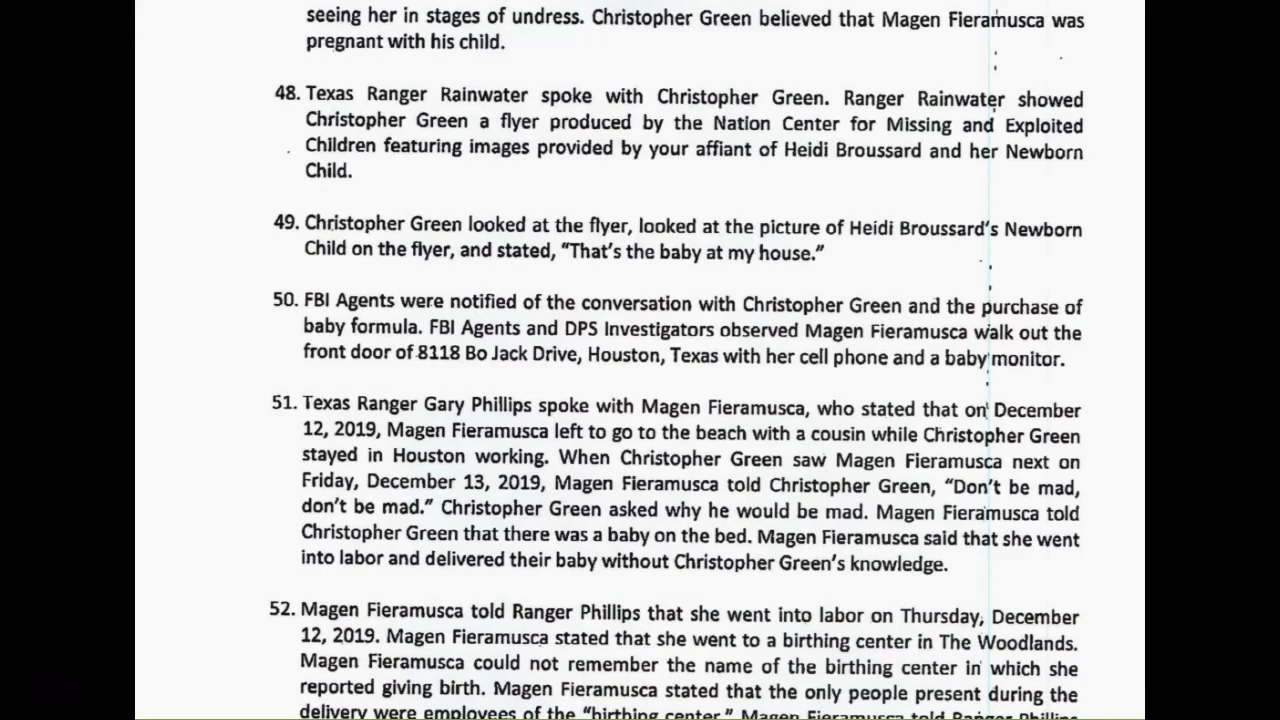 seeing her in stages of undress. Christopher Green believed that Magen Fieramusca was
pregnant with his child.
48. Texas Ranger Rainwater spoke with Christopher Green. Ranger Rainwater showed
Christopher Green a flyer produced by the Nation Center for Missing and Exploited
Children featuring images provided by your affiant of Heidi Broussard and her Newborn
Child.
49. Christopher Green looked at the flyer, looked at the picture of Heidi Broussard's Newborn
Child on the flyer, and stated, “That's the baby at my house.”
50. FBI Agents were notified of the conversation with Christopher Green and the purchase of
baby formula. FBI Agents and DPS Investigators observed Magen Fieramusca walk out the
front door of 8118 Bo Jack Drive, Houston, Texas with her cell phone and a baby monitor.
51. Texas Ranger Gary Phillips spoke with Magen Fieramusca, who stated that on December
12, 2019, Magen Fieramusca left to go to the beach with a cousin while Christopher Green
stayed in Houston working. When Christopher Green saw Magen Fieramusca next on
Friday, December 13, 2019, Magen Fieramusca told Christopher Green, “Don't be mad,
don't be mad.” Christopher Green asked why he would be mad. Magen Fieramusca told
Christopher Green that there was a baby on the bed. Magen Fieramusca said that she went
into labor and delivered their baby without Christopher Green's knowledge.
52. Magen Fieramusca told Ranger Phillips that she went into labor on Thursday, December
12, 2019. Magen Fieramusca stated that she went to a birthing center in The Woodlands.
Magen Fieramusca could not remember the name of the birthing center in which she
reported giving birth. Magen Fieramusca stated that the only people present during the
delivery were employees of the “birthing center.” Magen Fieramusca told Ranger Phillips